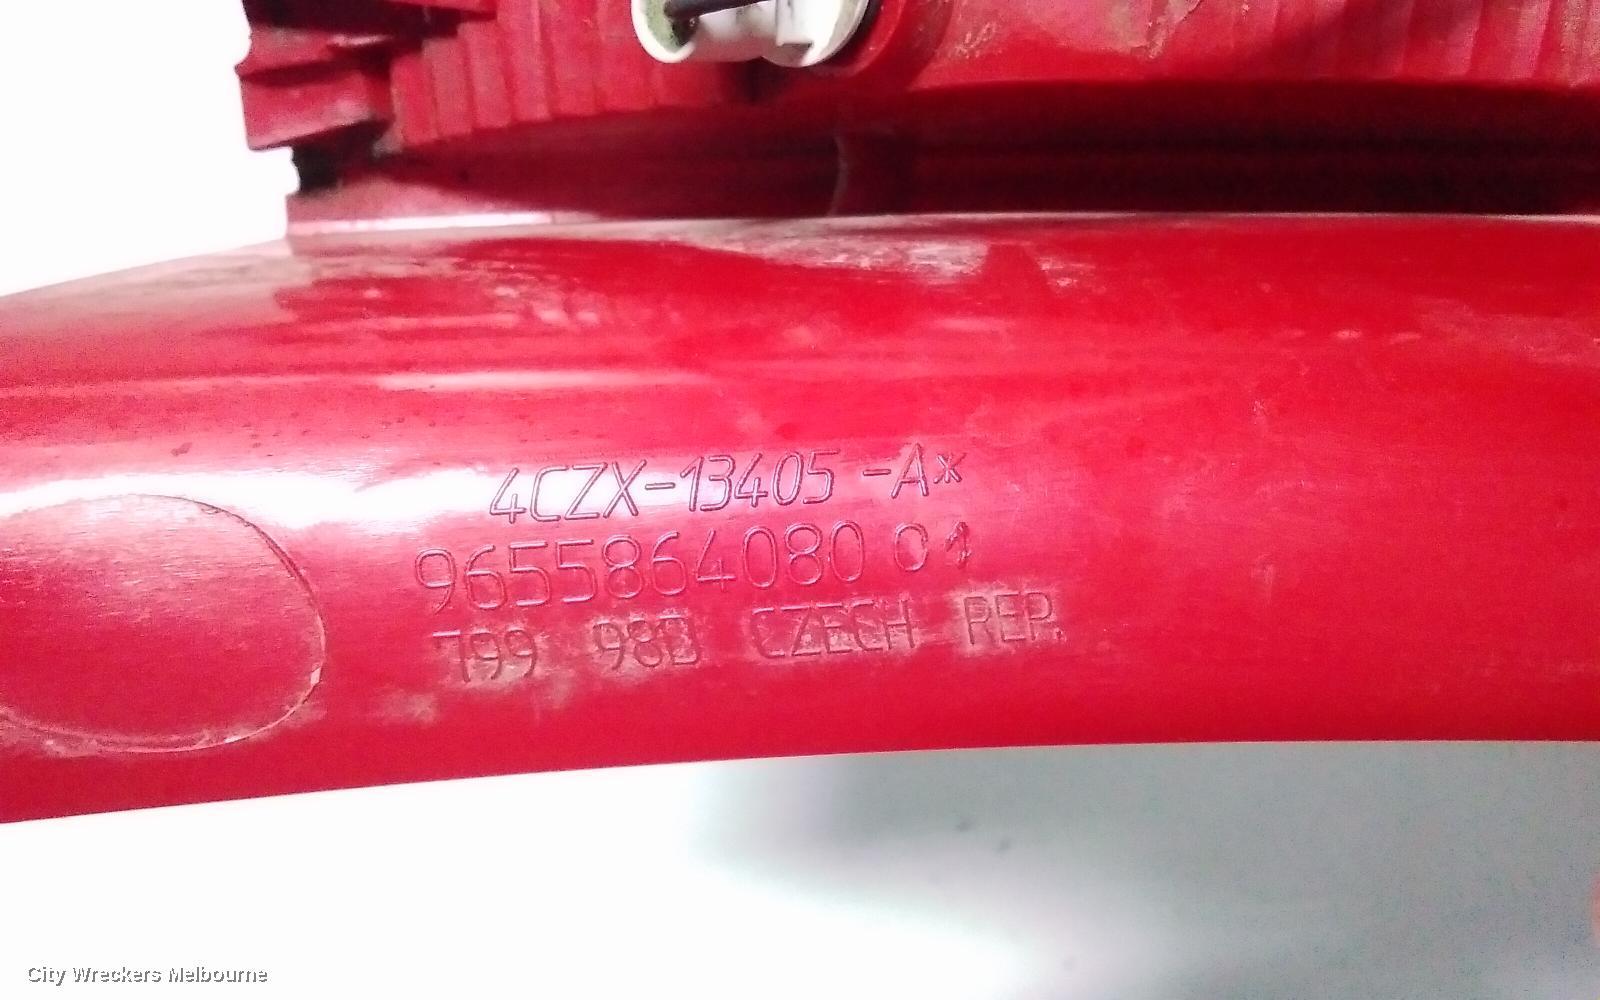 4CZX-13405-A*
9655864080 01
799 98D CZECH REP.
City Wreckers Melbourne